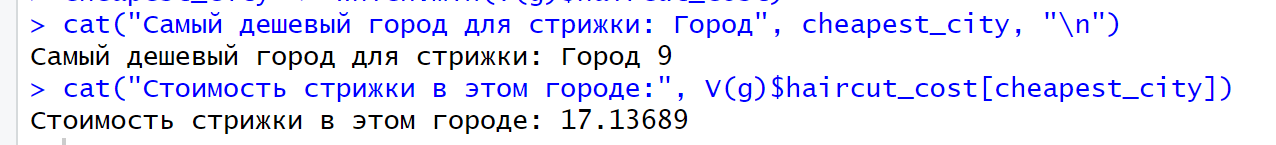 > cat("Самый дешевый город для стрижки: Город", cheapest_city, "\n")
Самый дешевый город для стрижки: Город 9
> cat("Стоимость стрижки в этом городе:", V(g)$haircut_cost[cheapest_city])
Стоимость стрижки в этом городе: 17.13689